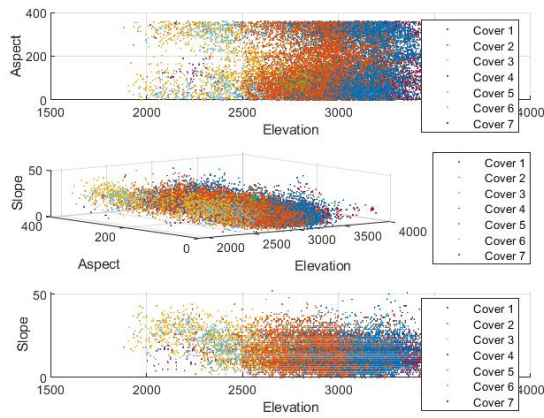 400
200
0
Aspect
1500
2000
2500
3000
4000
Elevation
Cover 1
Cover 2
Cover 3
Cover 4
Cover 5
Cover 6
Cover 7
50
0
Slope
400
200
0
Aspect
2000
2500
3000
3500
4000
Elevation
Cover 1
Cover 2
Cover 3
Cover 4
Cover 5
Cover 6
Cover 7
50
0
Slope
1500
2000
2500
3000
4000
Elevation
Cover 1
Cover 2
Cover 3
Cover 4
Cover 5
Cover 6
Cover 7